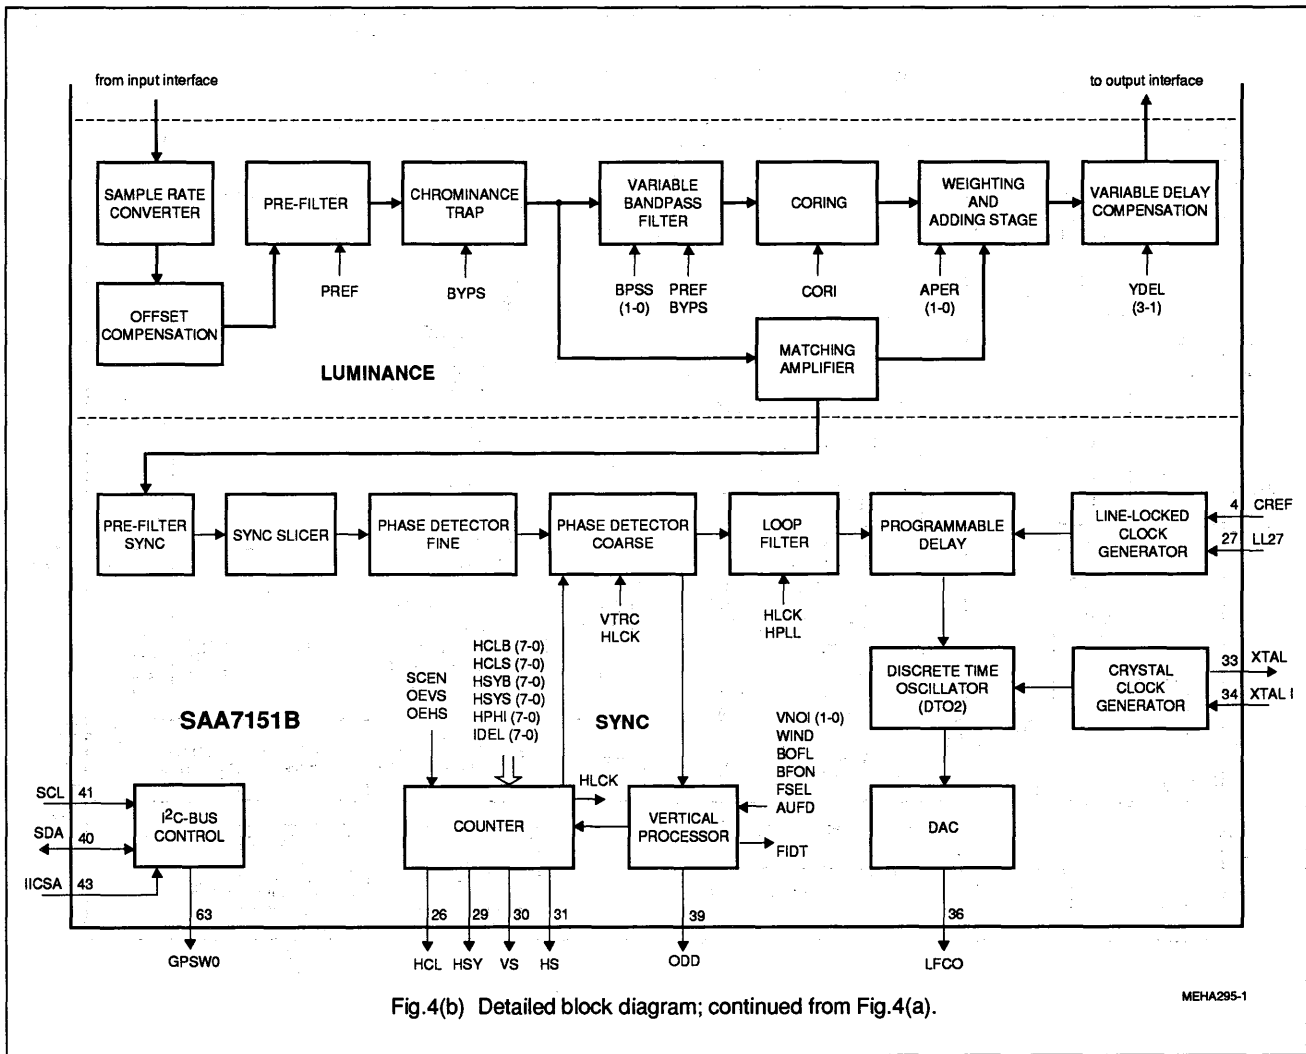 from input interface
to output interface
SAMPLE RATE
CONVERTER
PRE-FILTER
CHROMINANCE
TRAP
VARIABLE
BANDPASS
FILTER
CORING
WEIGHTING
AND
ADDING STAGE
VARIABLE DELAY
COMPENSATION
PREF
BYPS
BPSS
(1-0)
PREF
BYPS
CORI
APER
(1-0)
YDEL
(3-1)
OFFSET
COMPENSATION
MATCHING
AMPLIFIER
LUMINANCE
PRE-FILTER
SYNC
SYNC SLICER
PHASE DETECTOR
FINE
PHASE DETECTOR
COARSE
LOOP
FILTER
PROGRAMMABLE
DELAY
LINE-LOCKED
CLOCK
GENERATOR
4 CREF
27 LL27
VTRC
HLCK
HLCK
HPLL
SCEN
OEVS
OEHS
HCLB (7-0)
HCLS (7-0)
HSYB (7-0)
HSYS (7-0)
HPHI (7-0)
IDEL (7-0)
DISCRETE TIME
OSCILLATOR
(DTO2)
CRYSTAL
CLOCK
GENERATOR
33 XTAL
34 XTAL I
SAA7151B
SYNC
VNOI (1-0)
WIND
BOFL
BFON
FSEL
AUFD
FIDT
SCL 41
SDA 40
IICSA 43
I2C-BUS
CONTROL
COUNTER
HLCK
VERTICAL
PROCESSOR
DAC
63
26
29
30
31
39
36
GPSW0
HCL
HSY
VS
HS
ODD
LFCO
Fig.4(b) Detailed block diagram; continued from Fig.4(a).
MEHA295-1